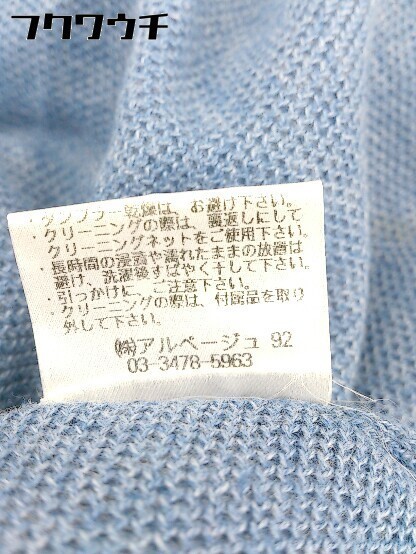 フクワウチ
・タンブラー乾燥は、お避け下さい。
・クリーニングの際は、裏返しにして
クリーニングネットをご使用下さい。
・長時間の浸漬や濡れたままの放置は
避け、洗濯後すばやく干して下さい。
・引っかけに、ご注意下さい。
・クリーニングの際は、付属品を取り
外して下さい。
㈱アルページュ 92
03-3478-5963